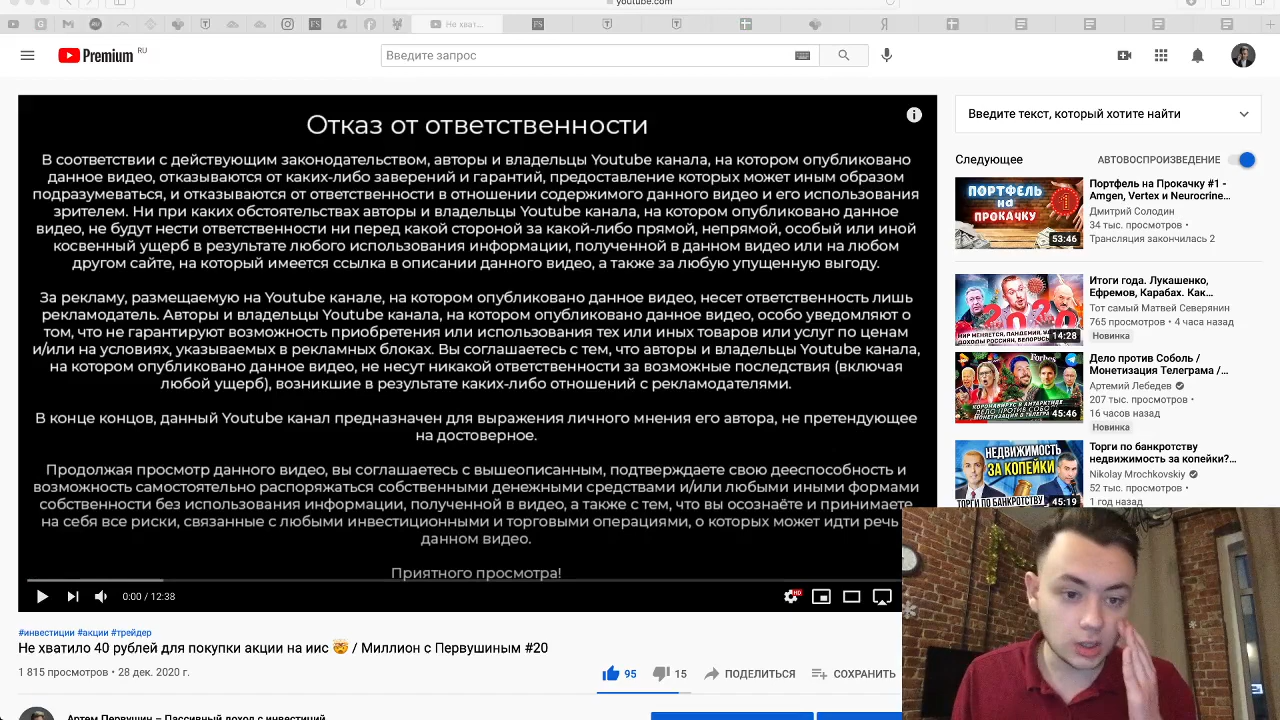 youtube.com
Не хват...
Premium RU
Введите запрос
Отказ от ответственности
В соответствии с действующим законодательством, авторы и владельцы Youtube канала, на котором опубликовано
данное видео, отказываются от каких-либо заверений и гарантий, предоставление которых может иным образом
подразумеваться, и отказываются от ответственности в отношении содержимого данного видео и его использования
зрителем. Ни при каких обстоятельствах авторы и владельцы Youtube канала, на котором опубликовано данное
видео, не будут нести ответственности ни перед какой стороной за какой-либо прямой, непрямой, особый или иной
косвенный ущерб в результате любого использования информации, полученной в данном видео или на любом
другом сайте, на который имеется ссылка в описании данного видео, а также за любую упущенную выгоду.
За рекламу, размещаемую на Youtube канале, на котором опубликовано данное видео, несет ответственность лишь
рекламодатель. Авторы и владельцы Youtube канала, на котором опубликовано данное видео, особо уведомляют о
том, что не гарантируют возможность приобретения или использования тех или иных товаров или услуг по ценам
и/или на условиях, указываемых в рекламных блоках. Вы соглашаетесь с тем, что авторы и владельцы Youtube канала,
на котором опубликовано данное видео, не несут никакой ответственности за возможные последствия (включая
любой ущерб), возникшие в результате каких-либо отношений с рекламодателями.
В конце концов, данный Youtube канал предназначен для выражения личного мнения его автора, не претендующее
на достоверное.
Продолжая просмотр данного видео, вы соглашаетесь с вышеописанным, подтверждаете свою дееспособность и
возможность самостоятельно распоряжаться собственными денежными средствами и/или любыми иными формами
собственности без использования информации, полученной в видео, а также с тем, что вы осознаёте и принимаете
на себя все риски, связанные с любыми инвестиционными и торговыми операциями, о которых может идти речь
данном видео.
Приятного просмотра!
0:00 / 12:38
HD
#инвестиции #акции #трейдер
Не хватило 40 рублей для покупки акции на иис 🤯 / Миллион с Первушиным #20
1 815 просмотров • 28 дек. 2020 г.
95
15
ПОДЕЛИТЬСЯ
СОХРАНИТЬ
Артем Первушин – Пассивный доход с инвестиций
Введите текст, который хотите найти
Следующее
АВТОВОСПРОИЗВЕДЕНИЕ
ПОРТФЕЛЬ
на
ПРОКАЧКУ
53:46
Портфель на Прокачку #1 -
Amgen, Vertex и Neurocrine...
Дмитрий Солодин
34 тыс. просмотров •
Трансляция закончилась 2
2020
14:28
Итоги года. Лукашенко,
Ефремов, Карабах. Как...
Тот самый Матвей Северянин
765 просмотров • 4 часа назад
Новинка
Forbes
45:46
Дело против Соболь /
Монетизация Телеграма /...
Артемий Лебедев
207 тыс. просмотров •
16 часов назад
Новинка
НЕДВИЖИМОСТЬ
ЗА КОПЕЙКИ
ТОРГИ ПО БАНКРОТСТВУ
45:19
Торги по банкротству
недвижимость за копейки?...
Nikolay Mrochkovskiy
52 тыс. просмотров •
1 год назад